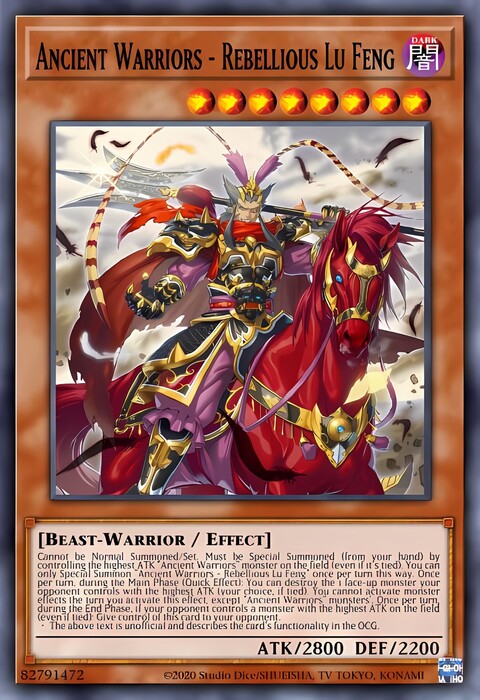 ANCIENT WARRIORS - REBELLIOUS LU FENG
DARK
闇
[BEAST-WARRIOR / EFFECT]
Cannot be Normal Summoned/Set. Must be Special Summoned (from your hand) by
controlling the highest ATK "Ancient Warriors" monster on the field (even if it's tied). You can
only Special Summon "Ancient Warriors - Rebellious Lu Feng" once per turn this way. Once
per turn, during the Main Phase (Quick Effect): You can destroy the 1 face-up monster your
opponent controls with the highest ATK (your choice, if tied). You cannot activate monster
effects the turn you activate this effect, except "Ancient Warriors" monsters. Once per turn,
during the End Phase, if your opponent controls a monster with the highest ATK on the field
(even if tied): Give control of this card to your opponent.
· The above text is unofficial and describes the card's functionality in the OCG.
ATK/2800 DEF/2200
82791472
©2020 Studio Dice/SHUEISHA, TV TOKYO, KONAMI